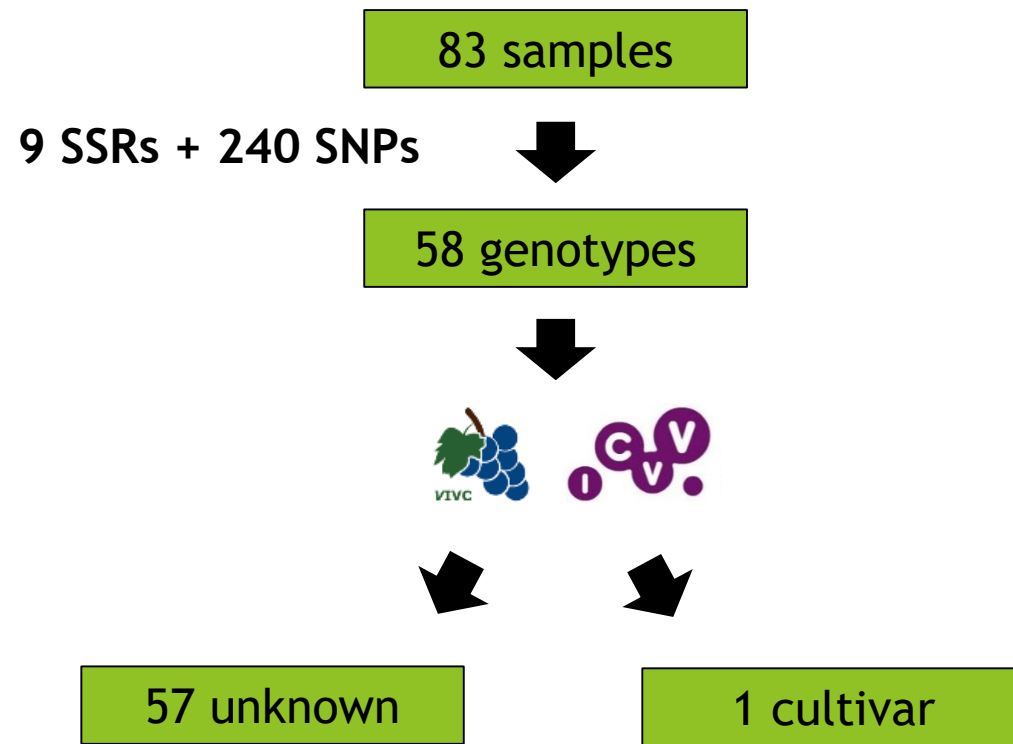 83 samples
9 SSRs + 240 SNPs
58 genotypes
VIVC
ICVV
57 unknown
1 cultivar